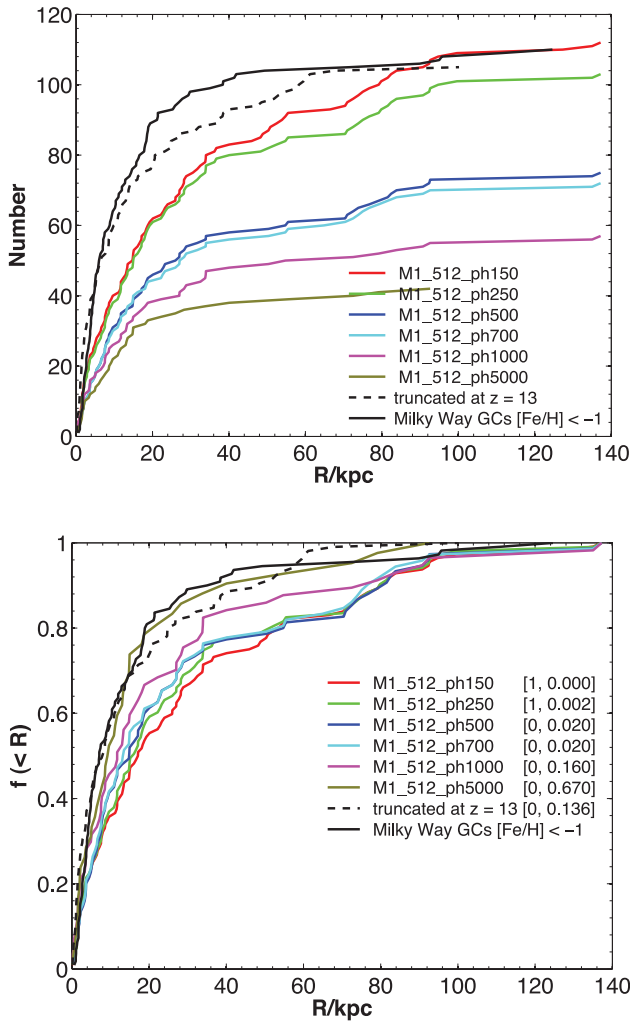 120
100
80
60
40
20
0
Number
0 20 40 60 80 100 120 140
R/kpc
M1_512_ph150
M1_512_ph250
M1_512_ph500
M1_512_ph700
M1_512_ph1000
M1_512_ph5000
truncated at z = 13
Milky Way GCs [Fe/H] < −1
1
0.8
0.6
0.4
0.2
0
f (< R)
0 20 40 60 80 100 120 140
R/kpc
M1_512_ph150 [1, 0.000]
M1_512_ph250 [1, 0.002]
M1_512_ph500 [0, 0.020]
M1_512_ph700 [0, 0.020]
M1_512_ph1000 [0, 0.160]
M1_512_ph5000 [0, 0.670]
truncated at z = 13 [0, 0.136]
Milky Way GCs [Fe/H] < −1